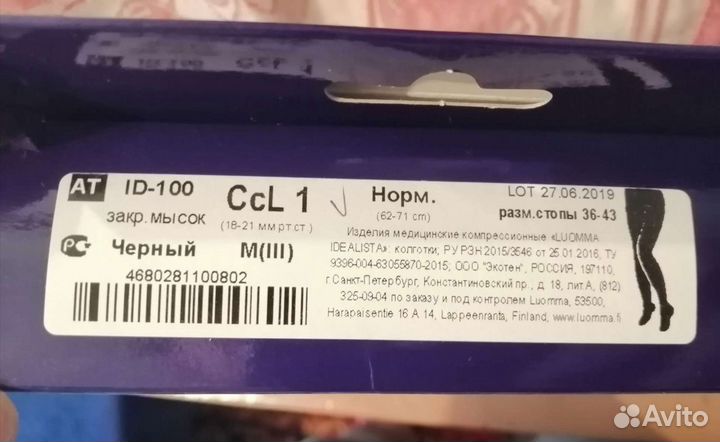 AT ID-100 CcL 1 Норм. LOT 27.06.2019
закр. мысок (18-21 мм рт.ст.) (62-71 cm) разм.стопы 36-43
РС Черный M(III)
4680281100802
Изделия медицинские компрессионные «LUOMMA
IDEALISTA»: колготки, РУ РЗН 2015/3546 от 25.01.2016, ТУ
9396-004-63055870-2015; ООО "Экотен", РОССИЯ, 197110,
г.Санкт-Петербург, Константиновский пр., д. 18, лит.А, (812)
325-09-04 по заказу и под контролем Luomma, 53500,
Harapaisentie 16 A 14, Lappeenranta, Finland, www.luomma.fi
Avito